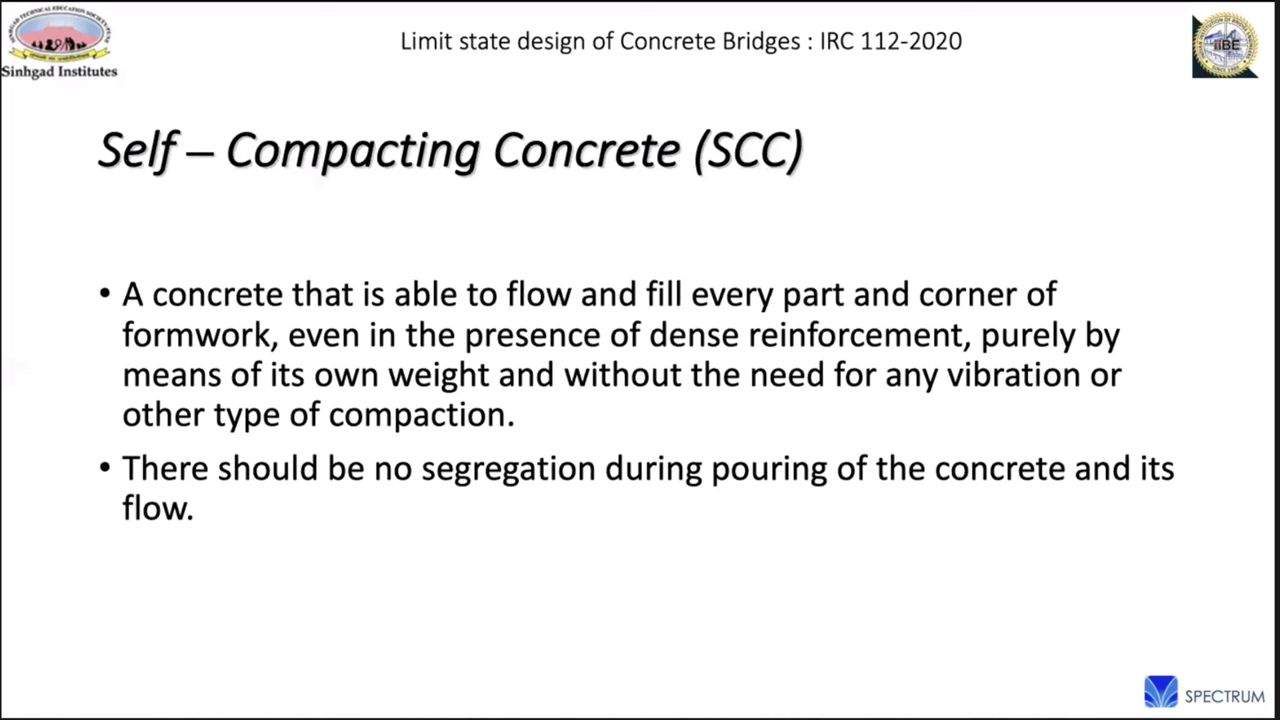 Limit state design of Concrete Bridges : IRC 112-2020
Sinhgad Institutes
IIBE
Self – Compacting Concrete (SCC)
• A concrete that is able to flow and fill every part and corner of
formwork, even in the presence of dense reinforcement, purely by
means of its own weight and without the need for any vibration or
other type of compaction.
• There should be no segregation during pouring of the concrete and its
flow.
SPECTRUM